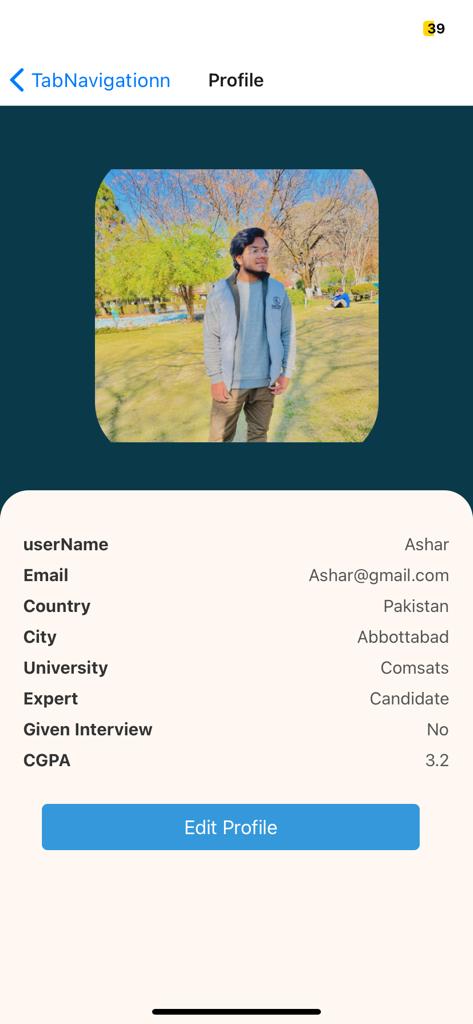 39
TabNavigationn Profile
userName Ashar
Email Ashar@gmail.com
Country Pakistan
City Abbottabad
University Comsats
Expert Candidate
Given Interview No
CGPA 3.2
Edit Profile